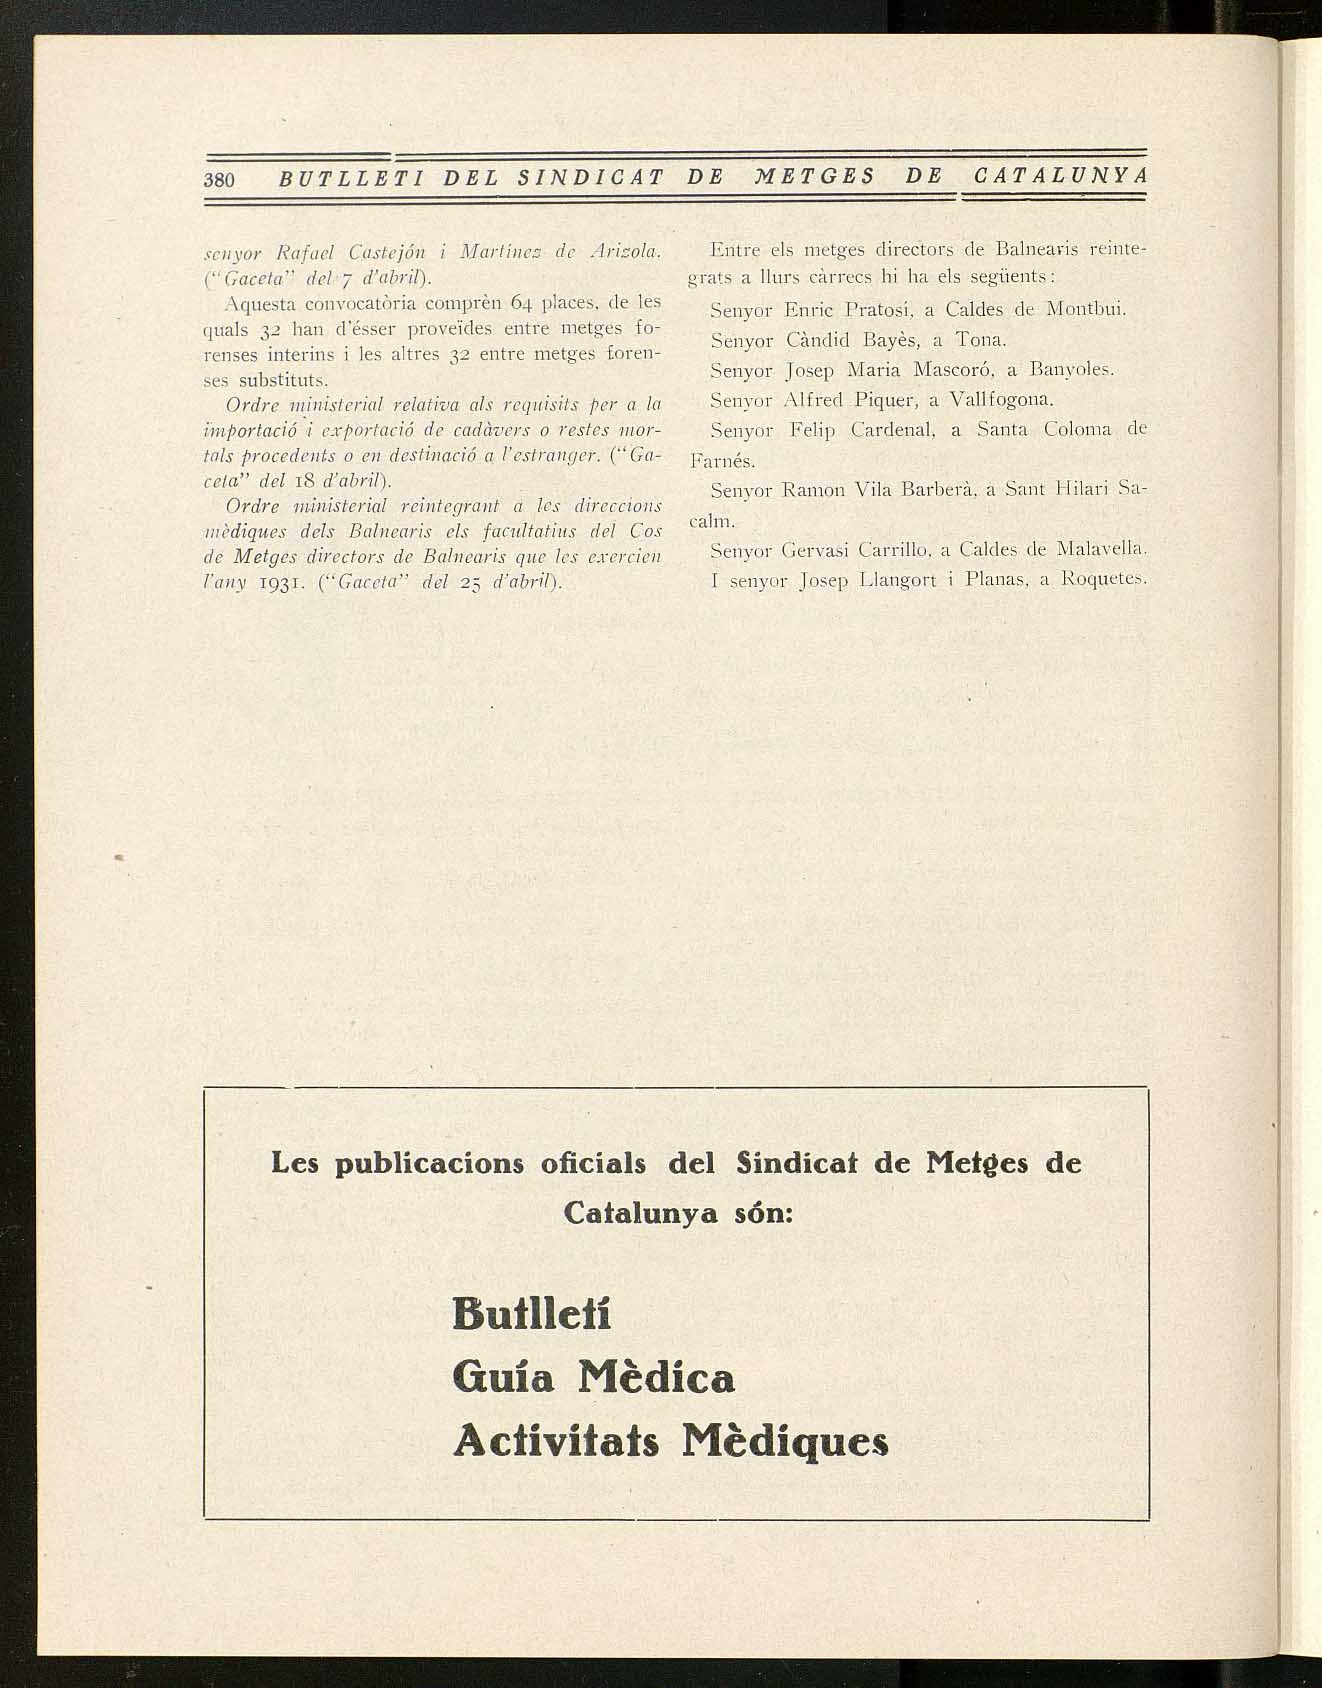 380 BUTLLETI DEL SINDICAT DE METGES DE CATALUNYA
senyor Rafael Castejón i Martínez de Arizola.
("Gaceta" del 7 d'abril).
Aquesta convocatòria comprèn 64 places, de les
quals 32 han d'ésser proveïdes entre metges fo-
renses interins i les altres 32 entre metges foren-
ses substituts.
Ordre ministerial relativa als requisits per a la
importació i exportació de cadàvers o restes mor-
tals procedents o en destinació a l'estranger. ("Ga-
ceta" del 18 d'abril).
Ordre ministerial reintegrant a les direccions
mèdiques dels Balnearis els facultatius del Cos
de Metges directors de Balnearis que les exercien
l'any 1931. ("Gaceta" del 25 d'abril).
Entre els metges directors de Balnearis reinte-
grats a llurs càrrecs hi ha els següents:
Senyor Enric Pratosí, a Caldes de Montbui.
Senyor Càndid Bayès, a Tona.
Senyor Josep Maria Mascoró, a Banyoles.
Senyor Alfred Piquer, a Vallfogona.
Senyor Felip Cardenal, a Santa Coloma de
Farnés.
Senyor Ramon Vila Barberà, a Sant Hilari Sa-
calm.
Senyor Gervasi Carrillo, a Caldes de Malavella.
I senyor Josep Llangort i Planas, a Roquetes.
Les publicacions oficials del Sindicat de Metges de
Catalunya són:
Butlletí
Guía Mèdica
Activitats Mèdiques